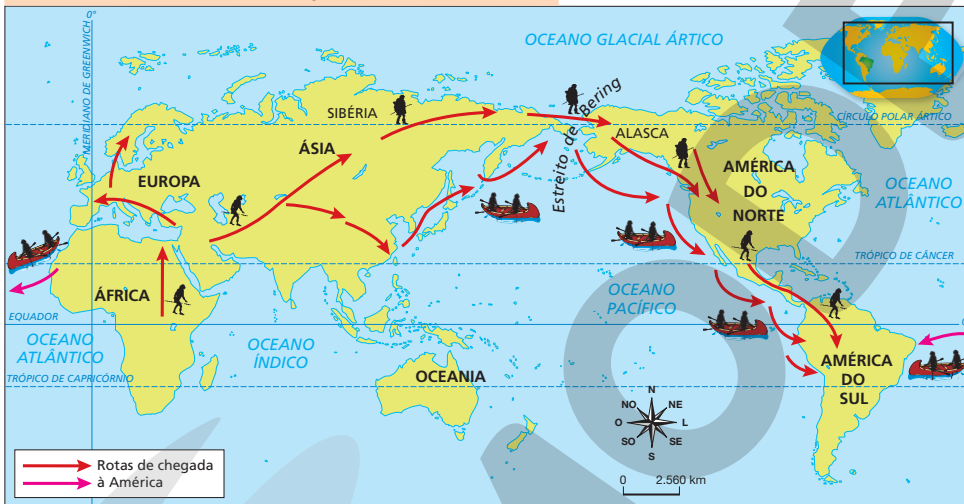 0°
OCEANO GLACIAL ÁRTICO
MERIDIANO DE GREENWICH
Estreito de Bering
SIBÉRIA
CÍRCULO POLAR ÁRTICO
ALASCA
ÁSIA
EUROPA
AMÉRICA
DO
NORTE
OCEANO
ATLÂNTICO
TRÓPICO DE CÂNCER
ÁFRICA
OCEANO
PACÍFICO
EQUADOR
0°
OCEANO
ATLÂNTICO
OCEANO
ÍNDICO
TRÓPICO DE CAPRICÓRNIO
OCEANIA
AMÉRICA
DO
SUL
N
NO NE
O L
SO SE
S
0 2.560 km
Rotas de chegada
à América